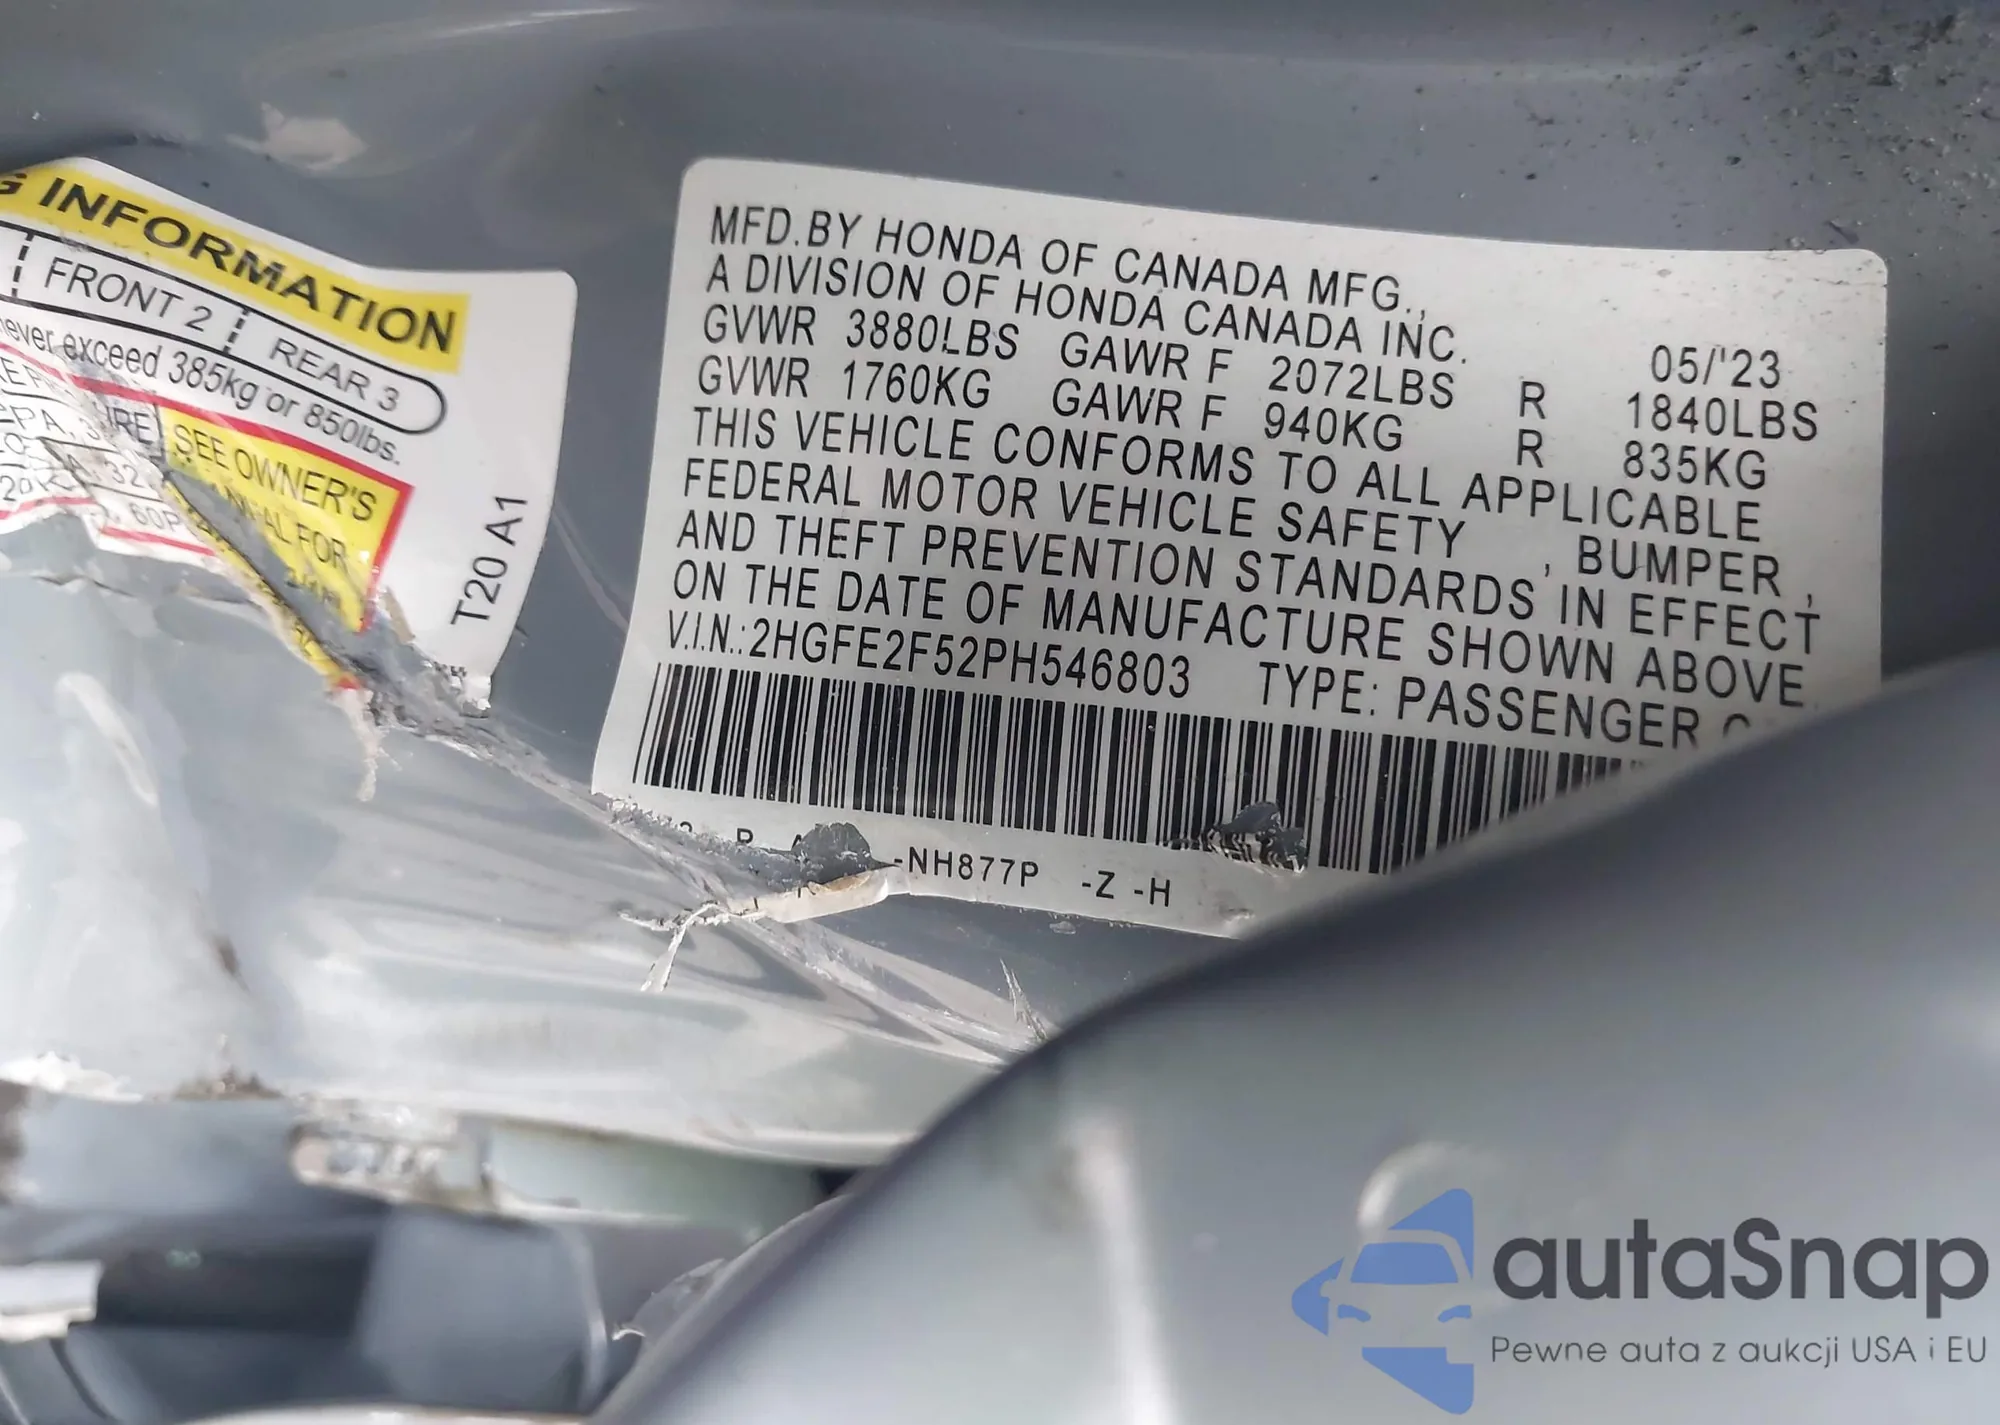 G INFORMATION
FRONT 2 REAR 3
never exceed 385kg or 850lbs.
SEE OWNER'S
FOR
T20 A1
MFD.BY HONDA OF CANADA MFG.,
A DIVISION OF HONDA CANADA INC.
05/'23
GVWR 3880LBS GAWR F 2072LBS R 1840LBS
GVWR 1760KG GAWR F 940KG R 835KG
THIS VEHICLE CONFORMS TO ALL APPLICABLE
FEDERAL MOTOR VEHICLE SAFETY , BUMPER ,
AND THEFT PREVENTION STANDARDS IN EFFECT
ON THE DATE OF MANUFACTURE SHOWN ABOVE.
V.I.N.:2HGFE2F52PH546803 TYPE: PASSENGER
-NH877P -Z -H
autaSnap
Pewne auta z aukcji USA i EU